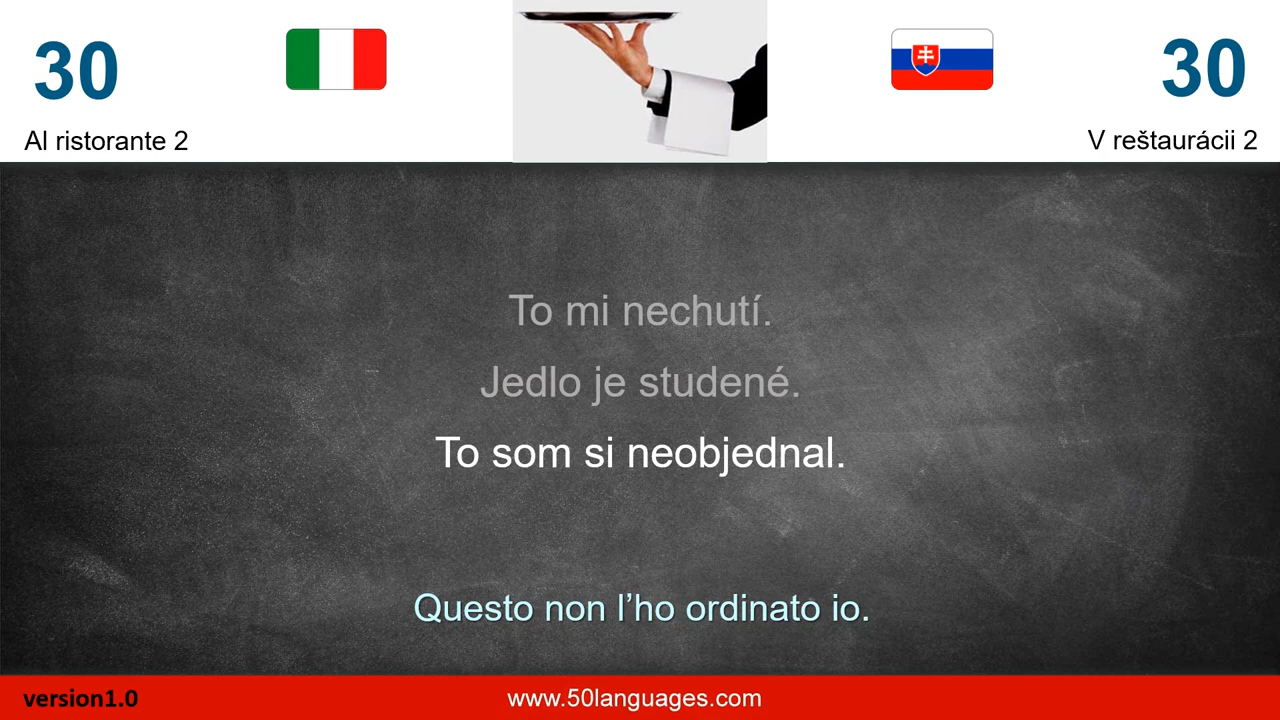 30
30
Al ristorante 2
V reštaurácii 2
To mi nechutí.
Jedlo je studené.
To som si neobjednal.
Questo non l’ho ordinato io.
version1.0
www.50languages.com